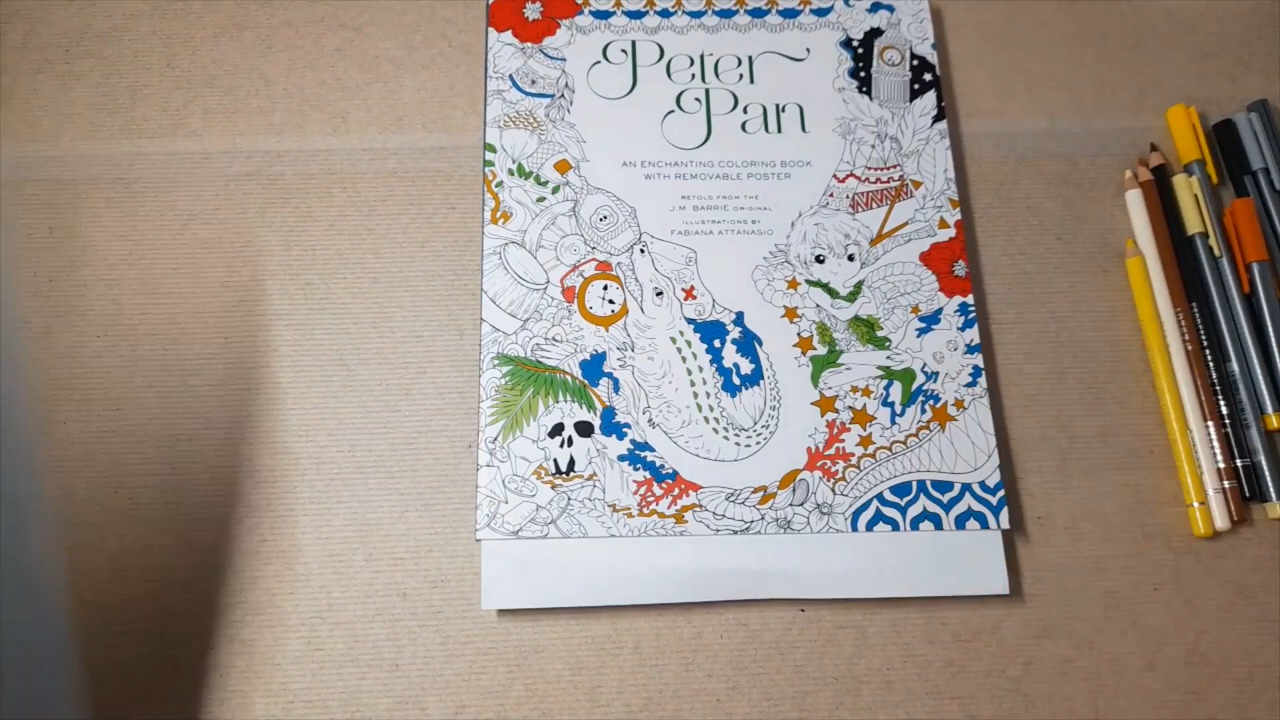 Peter
Pan
AN ENCHANTING COLORING BOOK
WITH REMOVABLE POSTER
RETOLD FROM THE
J.M. BARRIE ORIGINAL
ILLUSTRATIONS BY
FABIANA ATTANASIO